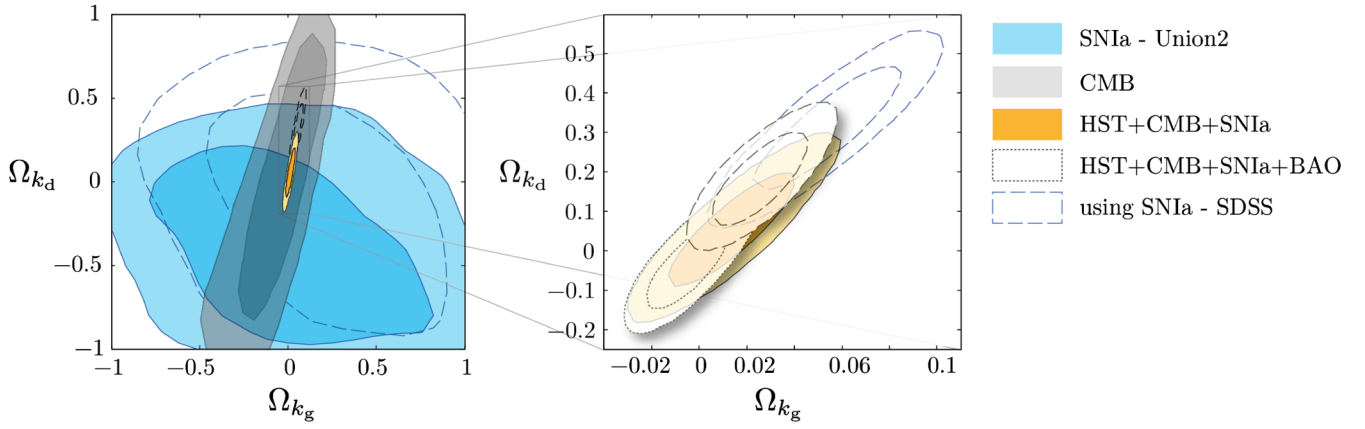 1
0.5
0
−0.5
−1
Ω_{k_d}
−1
−0.5
0
0.5
1
Ω_{k_g}
0.5
0.4
0.3
0.2
0.1
0
−0.1
−0.2
Ω_{k_d}
−0.02
0
0.02
0.06
0.1
Ω_{k_g}
SNIa - Union2
CMB
HST+CMB+SNIa
HST+CMB+SNIa+BAO
using SNIa - SDSS